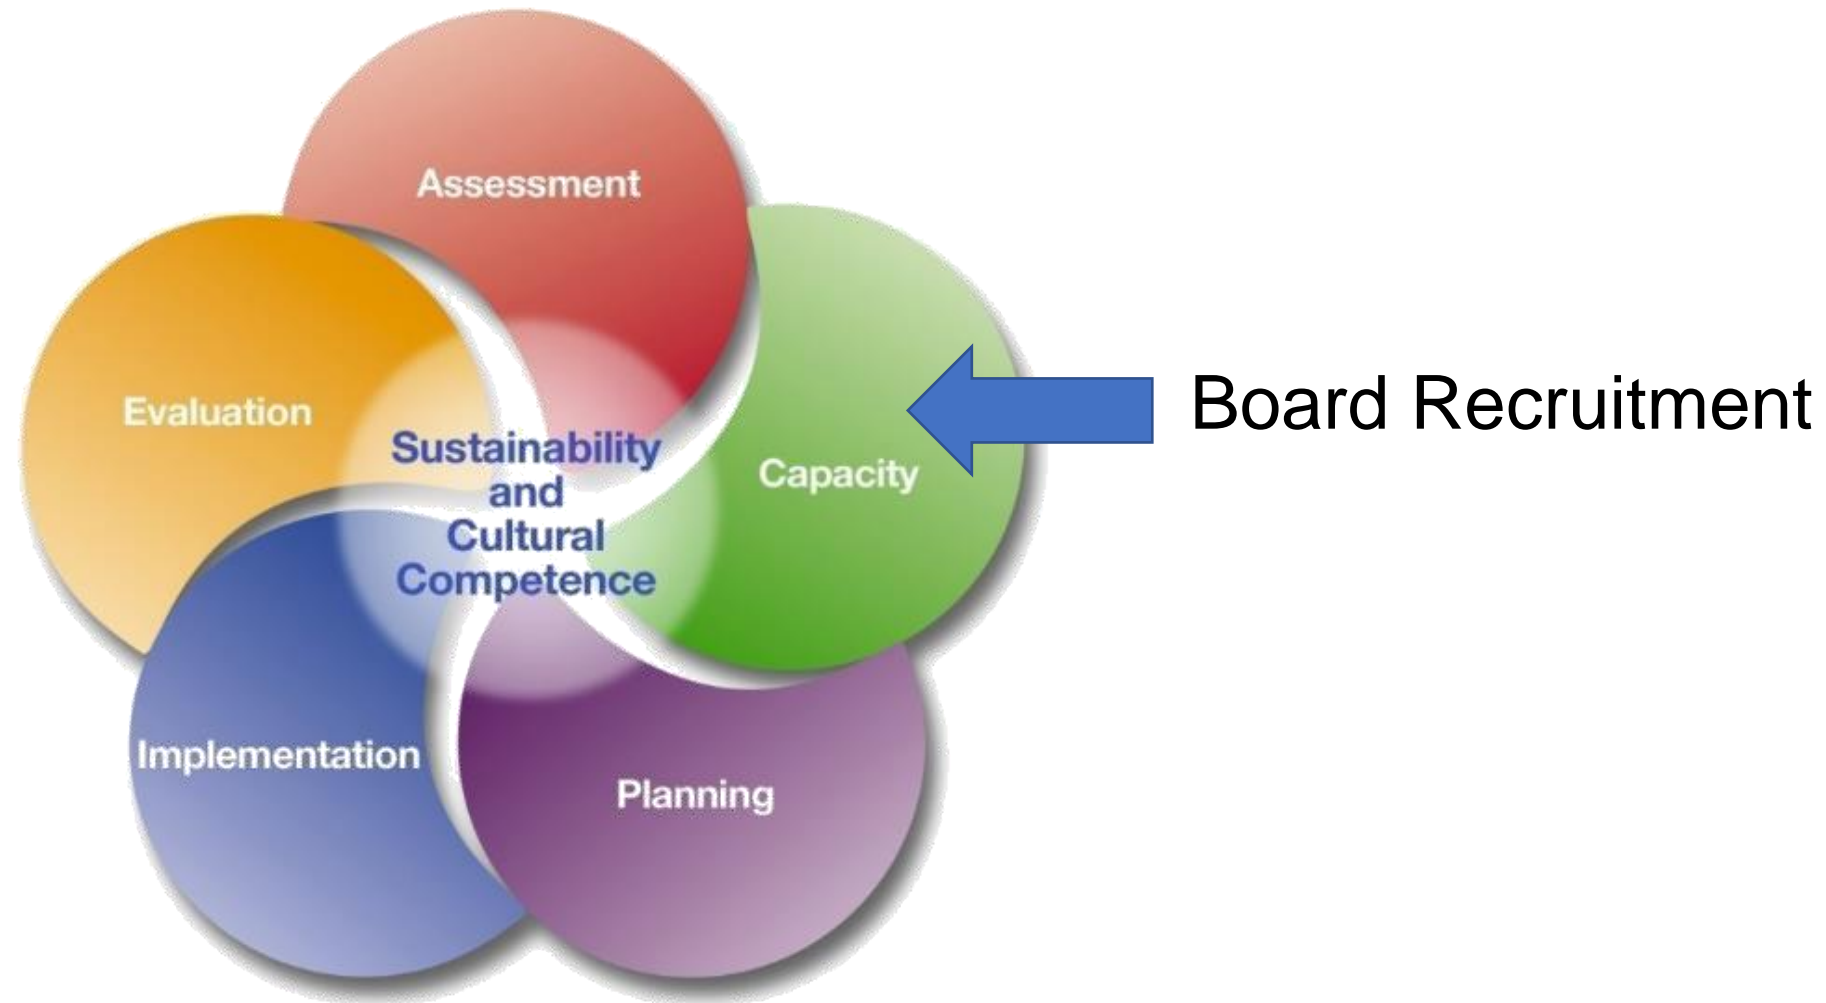 Assessment
Evaluation
Sustainability
and
Cultural
Competence
Capacity
Board Recruitment
Implementation
Planning